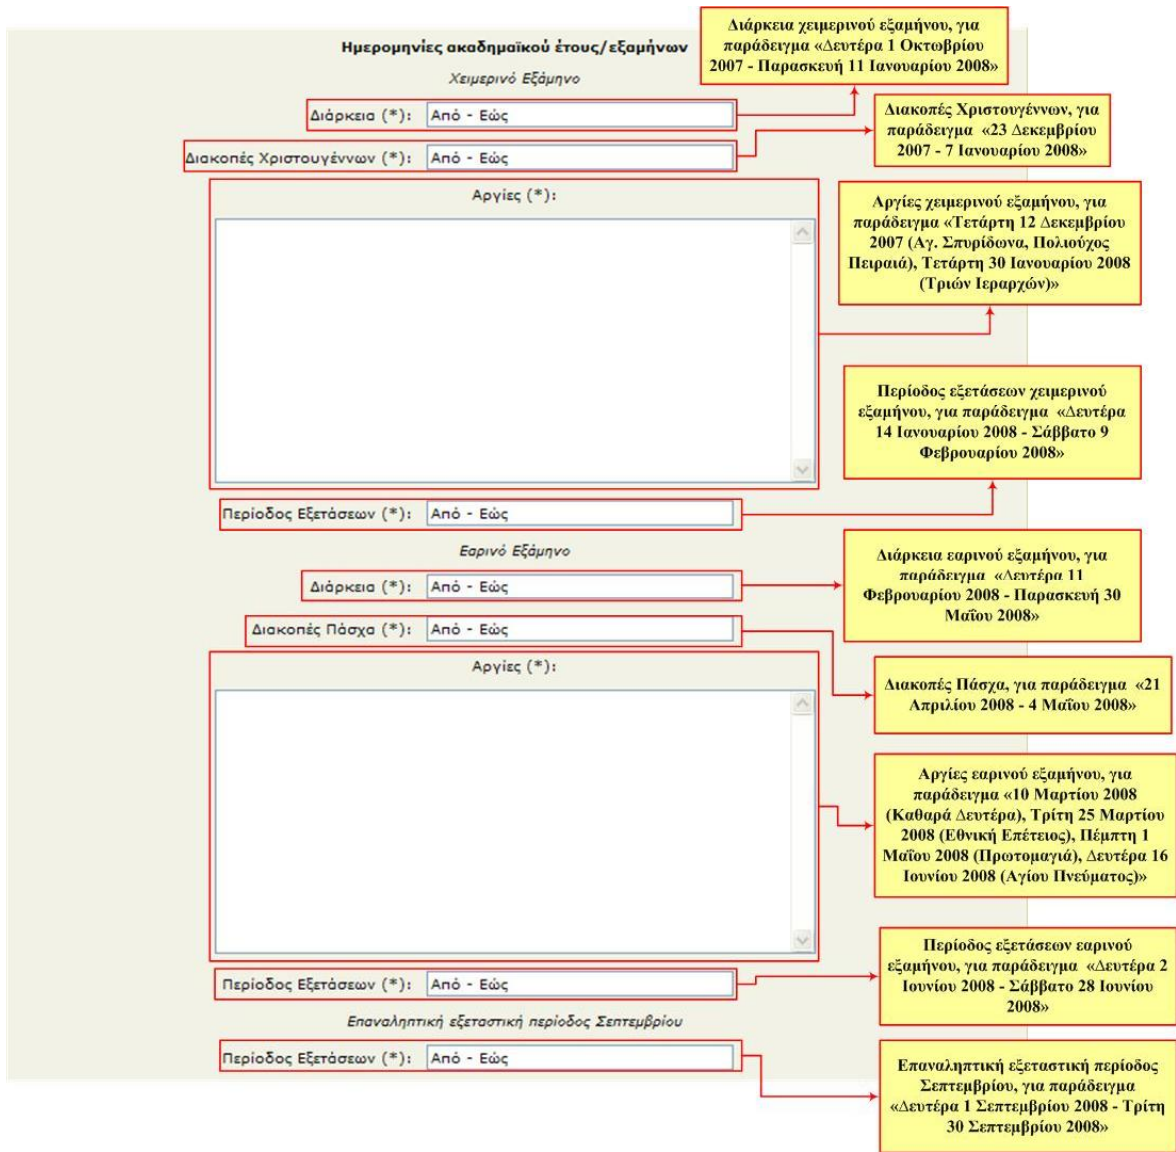 Ημερομηνίες ακαδημαϊκού έτους/εξαμήνων
Χειμερινό Εξάμηνο
Διάρκεια (*): Από - Εώς
Διάρκεια χειμερινού εξαμήνου, για
παράδειγμα «Δευτέρα 1 Οκτωβρίου
2007 - Παρασκευή 11 Ιανουαρίου 2008»
Διακοπές Χριστουγέννων (*): Από - Εώς
Διακοπές Χριστουγέννων, για
παράδειγμα «23 Δεκεμβρίου
2007 - 7 Ιανουαρίου 2008»
Αργίες (*):
Αργίες χειμερινού εξαμήνου, για
παράδειγμα «Τετάρτη 12 Δεκεμβρίου
2007 (Αγ. Σπυρίδωνα, Πολιούχος
Πειραιά), Τετάρτη 30 Ιανουαρίου 2008
(Τριών Ιεραρχών)»
Περίοδος Εξετάσεων (*): Από - Εώς
Περίοδος εξετάσεων χειμερινού
εξαμήνου, για παράδειγμα «Δευτέρα
14 Ιανουαρίου 2008 - Σάββατο 9
Φεβρουαρίου 2008»
Εαρινό Εξάμηνο
Διάρκεια (*): Από - Εώς
Διάρκεια εαρινού εξαμήνου, για
παράδειγμα «Δευτέρα 11
Φεβρουαρίου 2008 - Παρασκευή 30
Μαΐου 2008»
Διακοπές Πάσχα (*): Από - Εώς
Διακοπές Πάσχα, για παράδειγμα «21
Απριλίου 2008 - 4 Μαΐου 2008»
Αργίες (*):
Αργίες εαρινού εξαμήνου, για
παράδειγμα «10 Μαρτίου 2008
(Καθαρά Δευτέρα), Τρίτη 25 Μαρτίου
2008 (Εθνική Επέτειος), Πέμπτη 1
Μαΐου 2008 (Πρωτομαγιά), Δευτέρα 16
Ιουνίου 2008 (Αγίου Πνεύματος)»
Περίοδος Εξετάσεων (*): Από - Εώς
Περίοδος εξετάσεων εαρινού
εξαμήνου, για παράδειγμα «Δευτέρα 2
Ιουνίου 2008 - Σάββατο 28 Ιουνίου
2008»
Επαναληπτική εξεταστική περίοδος Σεπτεμβρίου
Περίοδος Εξετάσεων (*): Από - Εώς
Επαναληπτική εξεταστική περίοδος
Σεπτεμβρίου, για παράδειγμα
«Δευτέρα 1 Σεπτεμβρίου 2008 - Τρίτη
30 Σεπτεμβρίου 2008»